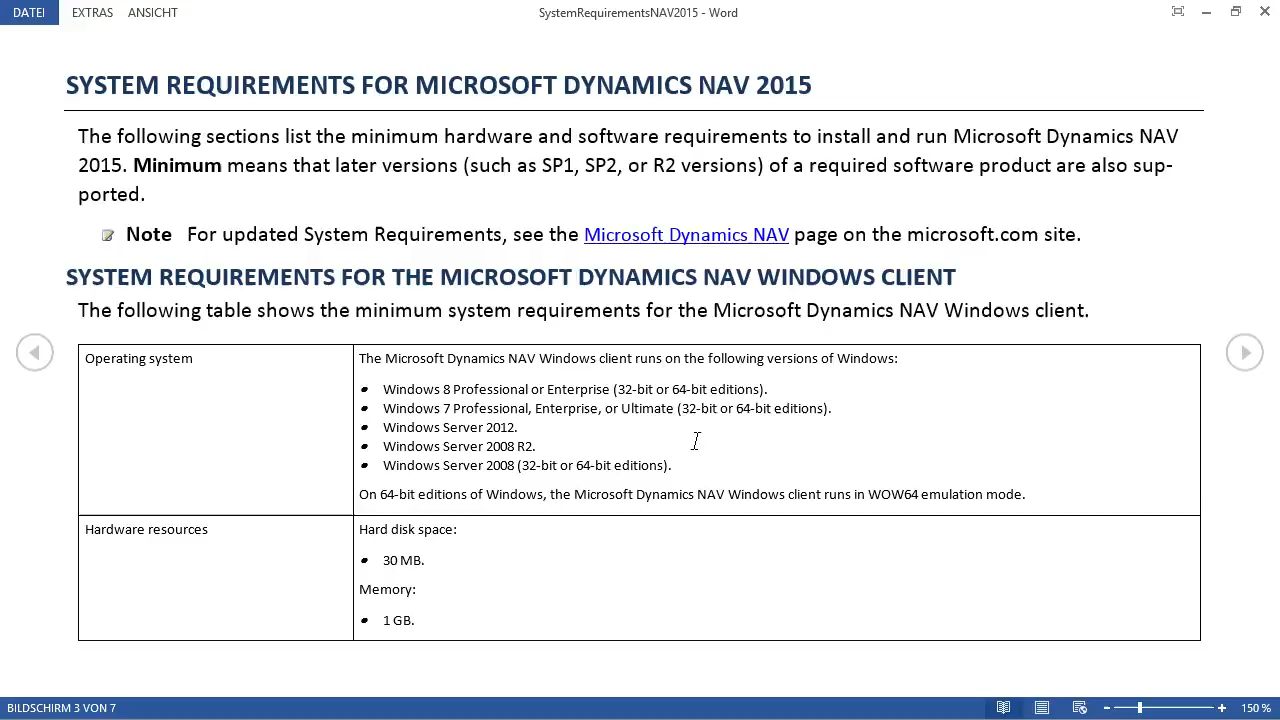 DATEI EXTRAS ANSICHT SystemRequirementsNAV2015 - Word
SYSTEM REQUIREMENTS FOR MICROSOFT DYNAMICS NAV 2015
The following sections list the minimum hardware and software requirements to install and run Microsoft Dynamics NAV
2015. Minimum means that later versions (such as SP1, SP2, or R2 versions) of a required software product are also sup-
ported.
Note For updated System Requirements, see the Microsoft Dynamics NAV page on the microsoft.com site.
SYSTEM REQUIREMENTS FOR THE MICROSOFT DYNAMICS NAV WINDOWS CLIENT
The following table shows the minimum system requirements for the Microsoft Dynamics NAV Windows client.
Operating system The Microsoft Dynamics NAV Windows client runs on the following versions of Windows:
Windows 8 Professional or Enterprise (32-bit or 64-bit editions).
Windows 7 Professional, Enterprise, or Ultimate (32-bit or 64-bit editions).
Windows Server 2012.
Windows Server 2008 R2.
Windows Server 2008 (32-bit or 64-bit editions).
On 64-bit editions of Windows, the Microsoft Dynamics NAV Windows client runs in WOW64 emulation mode.
Hardware resources Hard disk space:
30 MB.
Memory:
1 GB.
BILDSCHIRM 3 VON 7 150 %